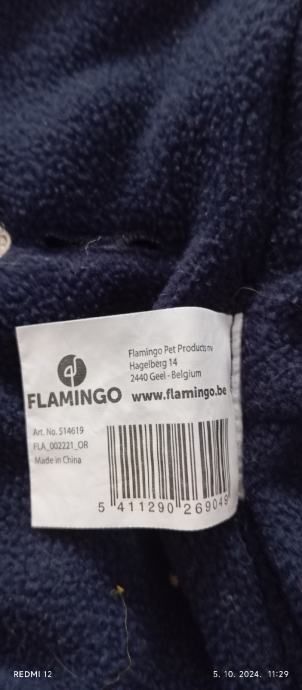 Flamingo Pet Products nv
Hagelberg 14
2440 Geel - Belgium
FLAMINGO
www.flamingo.be
Art. No. 514619
FLA_002221_OR
Made in China
5 411290 269049
REDMI 12
5. 10. 2024. 11:29